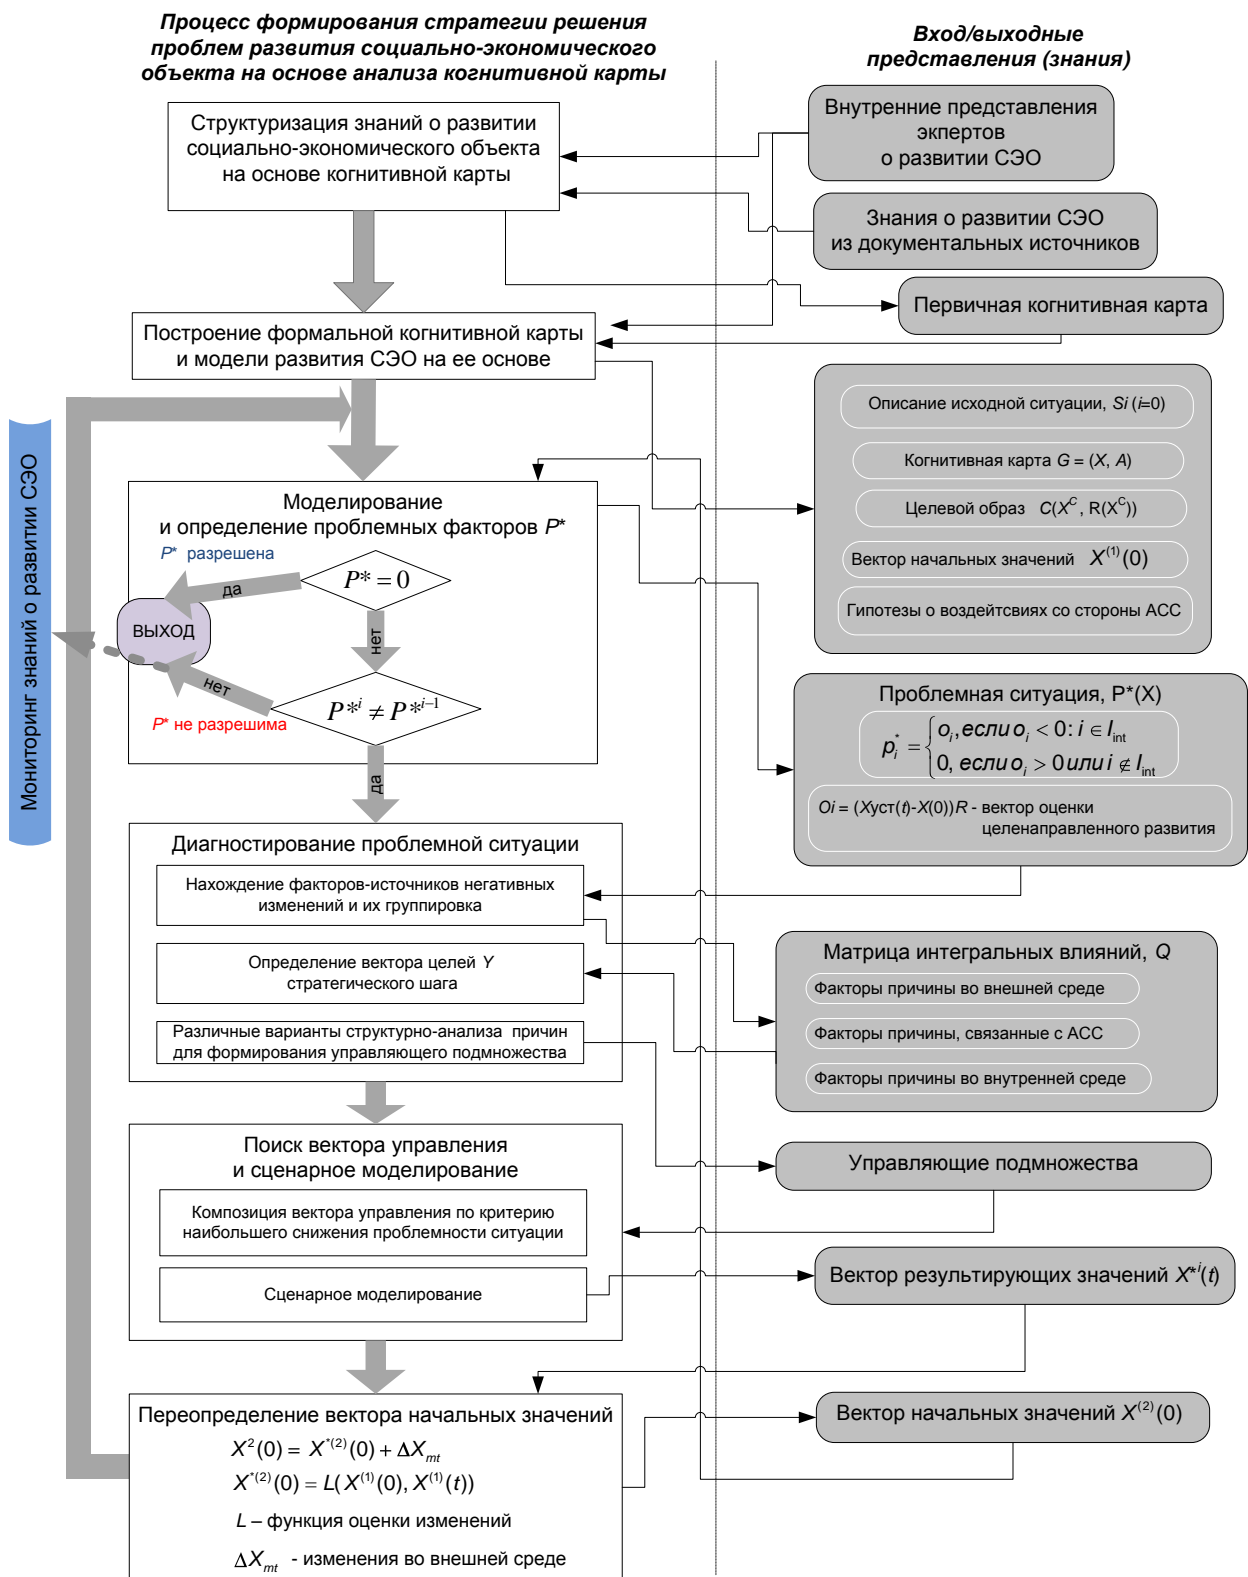 Процесс формирования стратегии решения
проблем развития социально-экономического
объекта на основе анализа когнитивной карты
Вход/выходные
представления (знания)
Структуризация знаний о развитии
социально-экономического объекта
на основе когнитивной карты
Внутренние представления
экпертов
о развитии СЭО
Знания о развитии СЭО
из документальных источников
Первичная когнитивная карта
Построение формальной когнитивной карты
и модели развития СЭО на ее основе
Описание исходной ситуации, Si (i=0)
Когнитивная карта G = (X, A)
Целевой образ C(X^C, R(X^C))
Вектор начальных значений X^(1)(0)
Гипотезы о воздейтсвиях со стороны АСС
Мониторинг знаний о развитии СЭО
Моделирование
и определение проблемных факторов P*
P* разрешена
P* = 0
да
ВЫХОД
нет
нет
P*^i ≠ P*^(i-1)
P* не разрешима
да
Проблемная ситуация, P*(X)
p_i^* = { o_i, если o_i < 0: i ∈ I_int
0, если o_i > 0 или i ∉ I_int
Oi = (Xуст(t)-X(0))R - вектор оценки
целенаправленного развития
Диагностирование проблемной ситуации
Нахождение факторов-источников негативных
изменений и их группировка
Определение вектора целей Y
стратегического шага
Различные варианты структурно-анализа причин
для формирования управляющего подмножества
Матрица интегральных влияний, Q
Факторы причины во внешней среде
Факторы причины, связанные с АСС
Факторы причины во внутренней среде
Поиск вектора управления
и сценарное моделирование
Композиция вектора управления по критерию
наибольшего снижения проблемности ситуации
Сценарное моделирование
Управляющие подмножества
Вектор результирующих значений X*^i(t)
Переопределение вектора начальных значений
X^2(0) = X^*(2)(0) + ΔX_mt
X^*(2)(0) = L(X^(1)(0), X^(1)(t))
L – функция оценки изменений
ΔX_mt - изменения во внешней среде
Вектор начальных значений X^(2)(0)